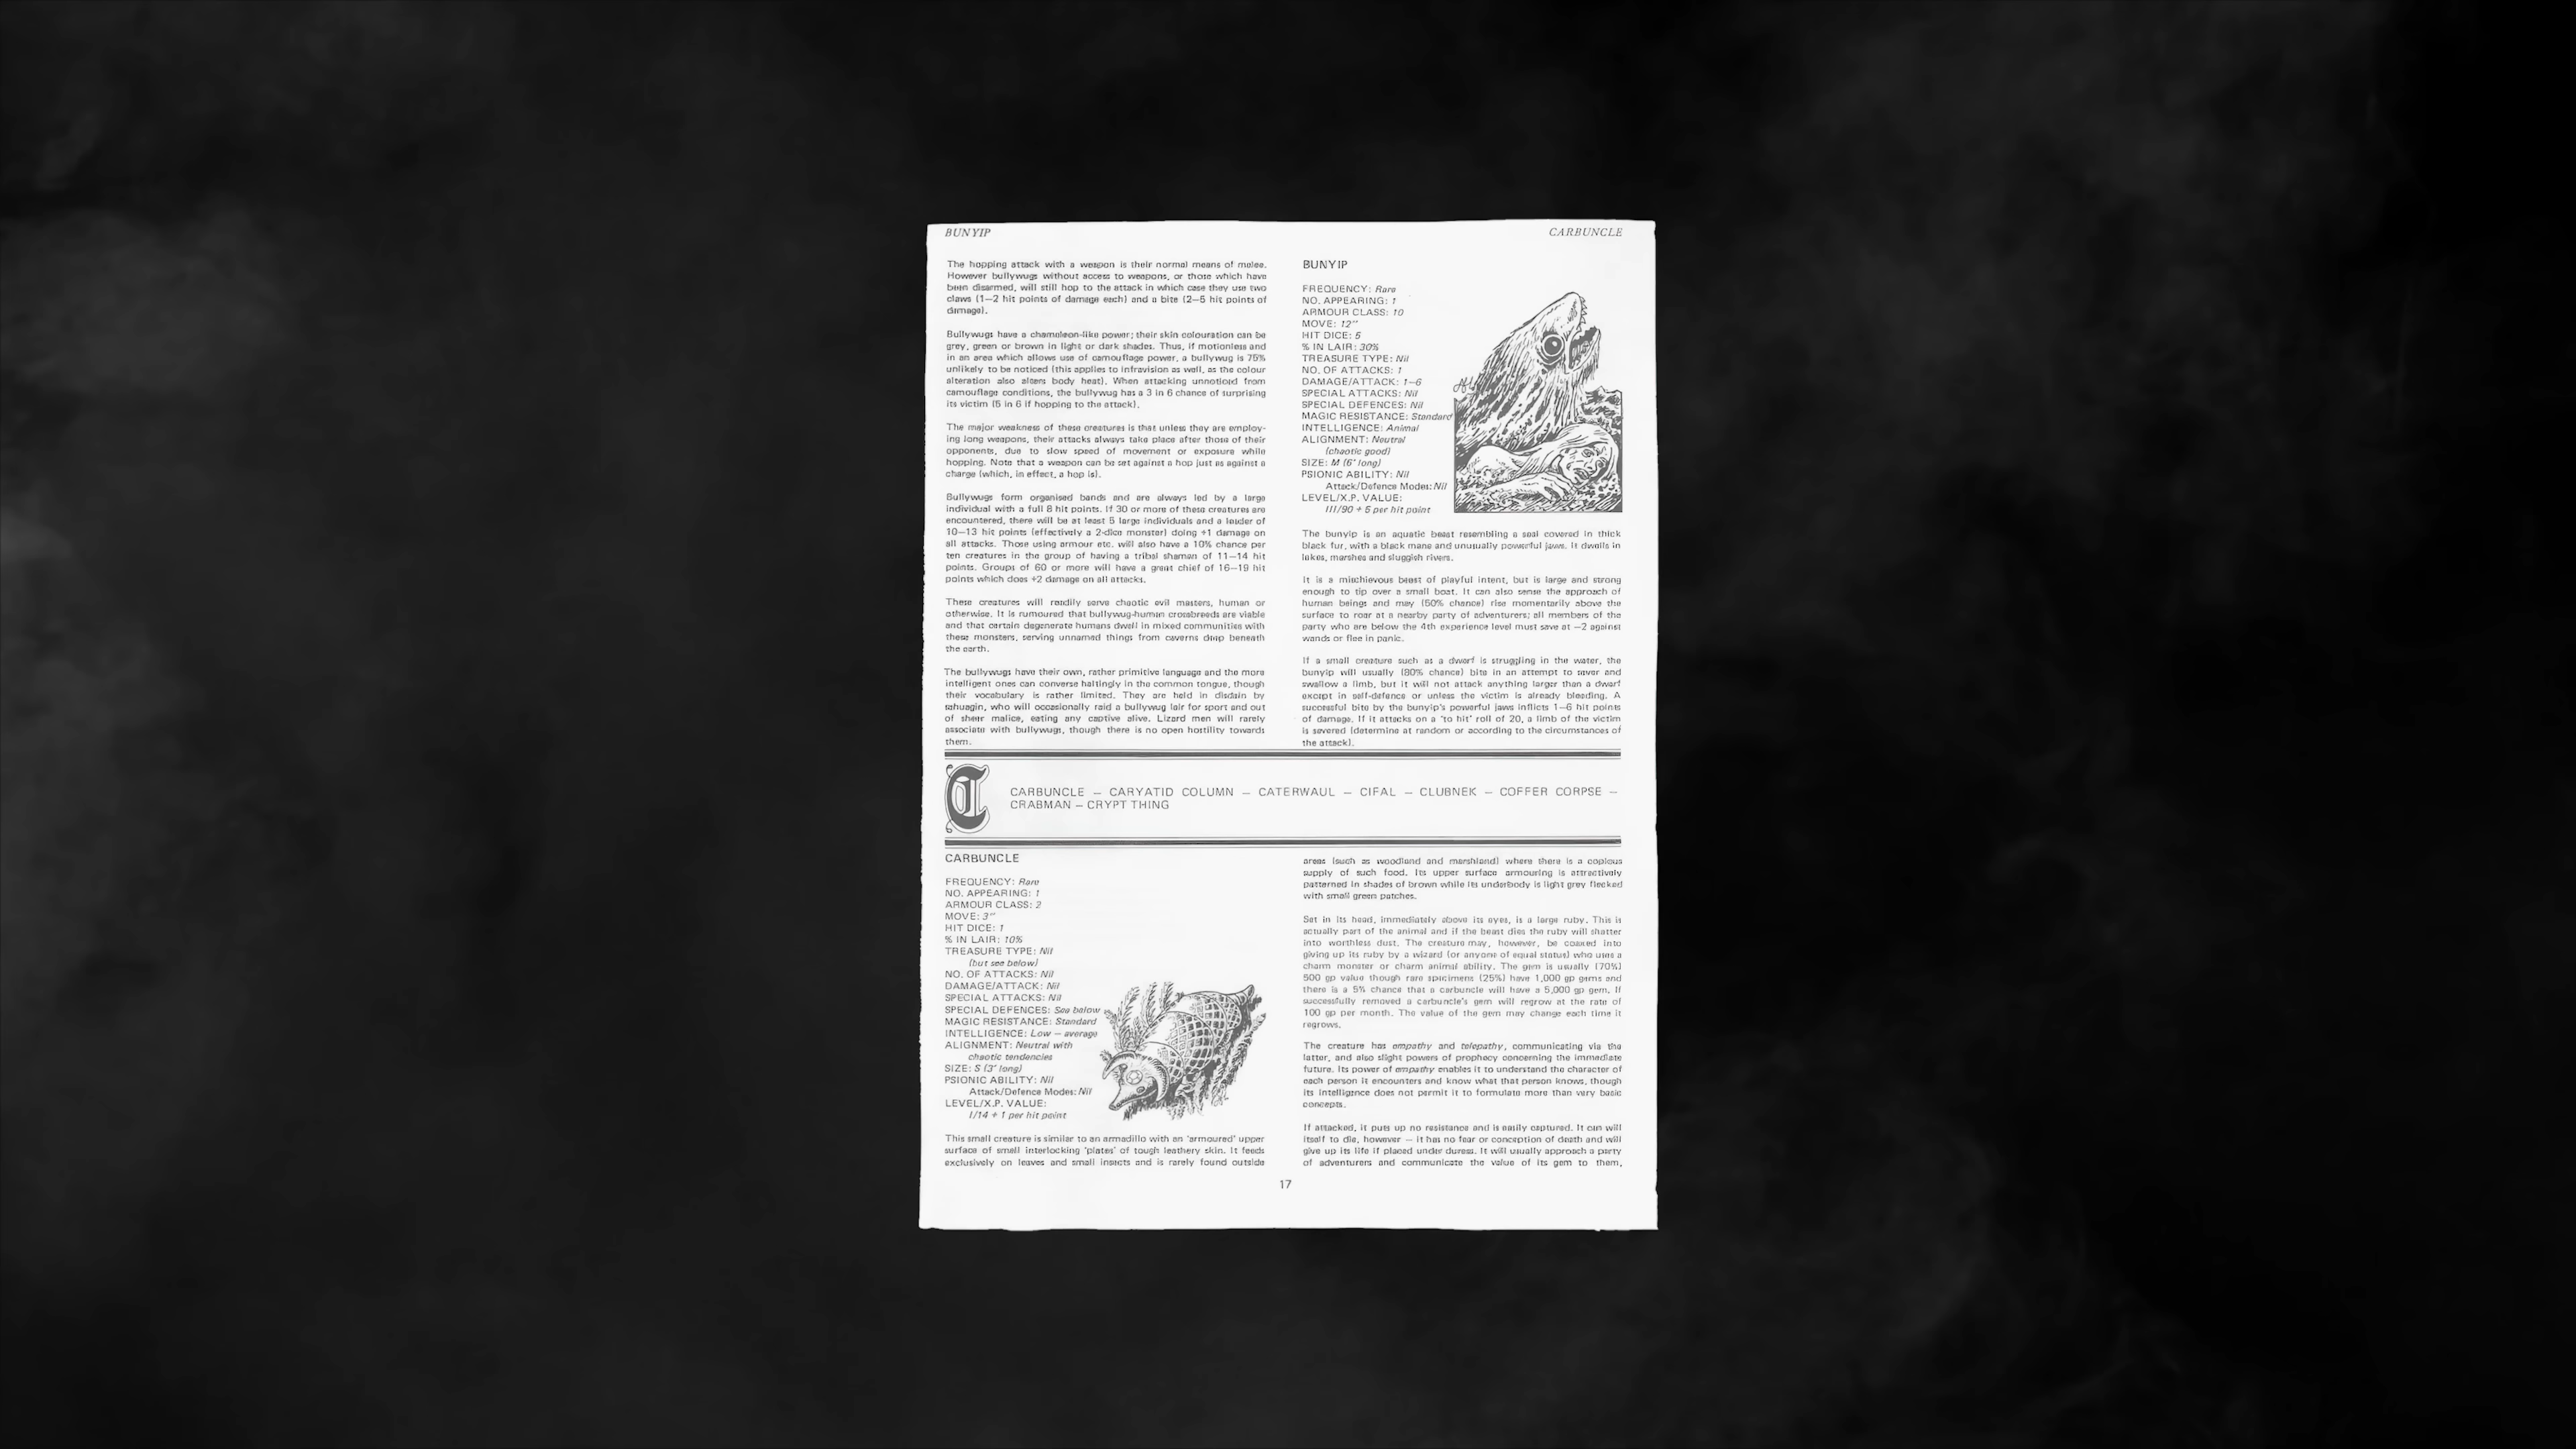 BUNYIP
CARBUNCLE
The hopping attack with a weapon is their normal means of melee.
However bullywugs without access to weapons, or those which have
been disarmed, will still hop to the attack in which case they use two
claws (1–2 hit points of damage each) and a bite (2–5 hit points of
damage).
Bullywugs have a chameleon-like power; their skin colouration can be
grey, green or brown in light or dark shades. Thus, if motionless and
in an area which allows use of camouflage power, a bullywug is 75%
unlikely to be noticed (this applies to infravision as well, as the colour
alteration also alters body heat). When attacking unnoticed from
camouflage conditions, the bullywug has a 3 in 6 chance of surprising
its victim (5 in 6 if hopping to the attack).
The major weakness of these creatures is that unless they are employ-
ing long weapons, their attacks always take place after those of their
opponents, due to slow speed of movement or exposure while
hopping. Note that a weapon can be set against a hop just as against a
charge (which, in effect, a hop is).
Bullywugs form organised bands and are always led by a large
individual with a full 8 hit points. If 30 or more of these creatures are
encountered, there will be at least 5 large individuals and a leader of
10–13 hit points (effectively a 2-dice monster) doing +1 damage on
all attacks. Those using armour etc. will also have a 10% chance per
ten creatures in the group of having a tribal shaman of 11–14 hit
points. Groups of 60 or more will have a great chief of 16–19 hit
points which does +2 damage on all attacks.
These creatures will readily serve chaotic evil masters, human or
otherwise. It is rumoured that bullywug-human crossbreeds are viable
and that certain degenerate humans dwell in mixed communities with
these monsters, serving unnamed things from caverns deep beneath
the earth.
The bullywugs have their own, rather primitive language and the more
intelligent ones can converse haltingly in the common tongue, though
their vocabulary is rather limited. They are held in disdain by
sahuagin, who will occasionally raid a bullywug lair for sport and out
of sheer malice, eating any captive alive. Lizard men will rarely
associate with bullywugs, though there is no open hostility towards
them.
BUNYIP
FREQUENCY: Rare
NO. APPEARING: 1
ARMOUR CLASS: 10
MOVE: 12"
HIT DICE: 5
% IN LAIR: 30%
TREASURE TYPE: Nil
NO. OF ATTACKS: 1
DAMAGE/ATTACK: 1–6
SPECIAL ATTACKS: Nil
SPECIAL DEFENCES: Nil
MAGIC RESISTANCE: Standard
INTELLIGENCE: Animal
ALIGNMENT: Neutral
(chaotic good)
SIZE: M (6' long)
PSIONIC ABILITY: Nil
Attack/Defence Modes: Nil
LEVEL/X.P. VALUE:
III/90 + 5 per hit point
The bunyip is an aquatic beast resembling a seal covered in thick
black fur, with a black mane and unusually powerful jaws. It dwells in
lakes, marshes and sluggish rivers.
It is a mischievous beast of playful intent, but is large and strong
enough to tip over a small boat. It can also sense the approach of
human beings and may (50% chance) rise momentarily above the
surface to roar at a nearby party of adventurers; all members of the
party who are below the 4th experience level must save at –2 against
wands or flee in panic.
If a small creature such as a dwarf is struggling in the water, the
bunyip will usually (80% chance) bite in an attempt to sever and
swallow a limb, but it will not attack anything larger than a dwarf
except in self-defence or unless the victim is already bleeding. A
successful bite by the bunyip's powerful jaws inflicts 1–6 hit points
of damage. If it attacks on a 'to hit' roll of 20, a limb of the victim
is severed (determine at random or according to the circumstances of
the attack).
C
CARBUNCLE – CARYATID COLUMN – CATERWAUL – CIFAL – CLUBNEK – COFFER CORPSE –
CRABMAN – CRYPT THING
CARBUNCLE
FREQUENCY: Rare
NO. APPEARING: 1
ARMOUR CLASS: 2
MOVE: 3"
HIT DICE: 1
% IN LAIR: 10%
TREASURE TYPE: Nil
(but see below)
NO. OF ATTACKS: Nil
DAMAGE/ATTACK: Nil
SPECIAL ATTACKS: Nil
SPECIAL DEFENCES: See below
MAGIC RESISTANCE: Standard
INTELLIGENCE: Low – average
ALIGNMENT: Neutral with
chaotic tendencies
SIZE: S (3' long)
PSIONIC ABILITY: Nil
Attack/Defence Modes: Nil
LEVEL/X.P. VALUE:
I/14 + 1 per hit point
This small creature is similar to an armadillo with an 'armoured' upper
surface of small interlocking 'plates' of tough leathery skin. It feeds
exclusively on leaves and small insects and is rarely found outside
areas (such as woodland and marshland) where there is a copious
supply of such food. Its upper surface armouring is attractively
patterned in shades of brown while its underbody is light grey flecked
with small green patches.
Set in its head, immediately above its eyes, is a large ruby. This is
actually part of the animal and if the beast dies the ruby will shatter
into worthless dust. The creature may, however, be coaxed into
giving up its ruby by a wizard (or anyone of equal status) who uses a
charm monster or charm animal ability. The gem is usually (70%)
500 gp value though rare specimens (25%) have 1,000 gp gems and
there is a 5% chance that a carbuncle will have a 5,000 gp gem. If
successfully removed a carbuncle's gem will regrow at the rate of
100 gp per month. The value of the gem may change each time it
regrows.
The creature has empathy and telepathy, communicating via the
latter, and also slight powers of prophecy concerning the immediate
future. Its power of empathy enables it to understand the character of
each person it encounters and know what that person knows, though
its intelligence does not permit it to formulate more than very basic
concepts.
If attacked, it puts up no resistance and is easily captured. It can will
itself to die, however – it has no fear or conception of death and will
give up its life if placed under duress. It will usually approach a party
of adventurers and communicate the value of its gem to them,
17